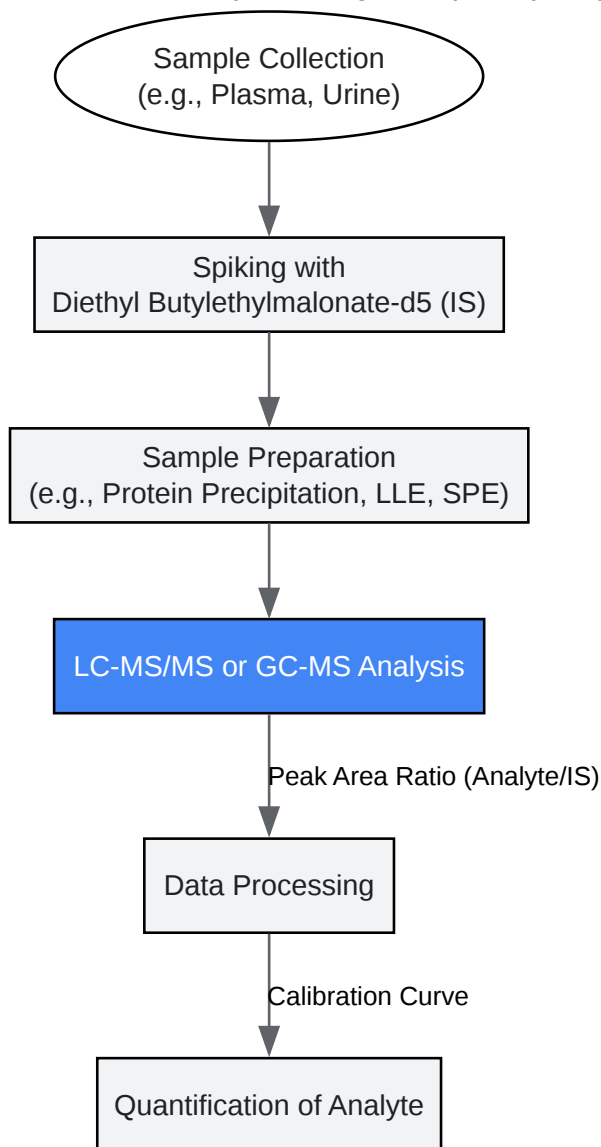 Sample Collection
(e.g., Plasma, Urine)
Spiking with
Diethyl Butylethylmalonate-d5 (IS)
Sample Preparation
(e.g., Protein Precipitation, LLE, SPE)
LC-MS/MS or GC-MS Analysis
Peak Area Ratio (Analyte/IS)
Data Processing
Calibration Curve
Quantification of Analyte